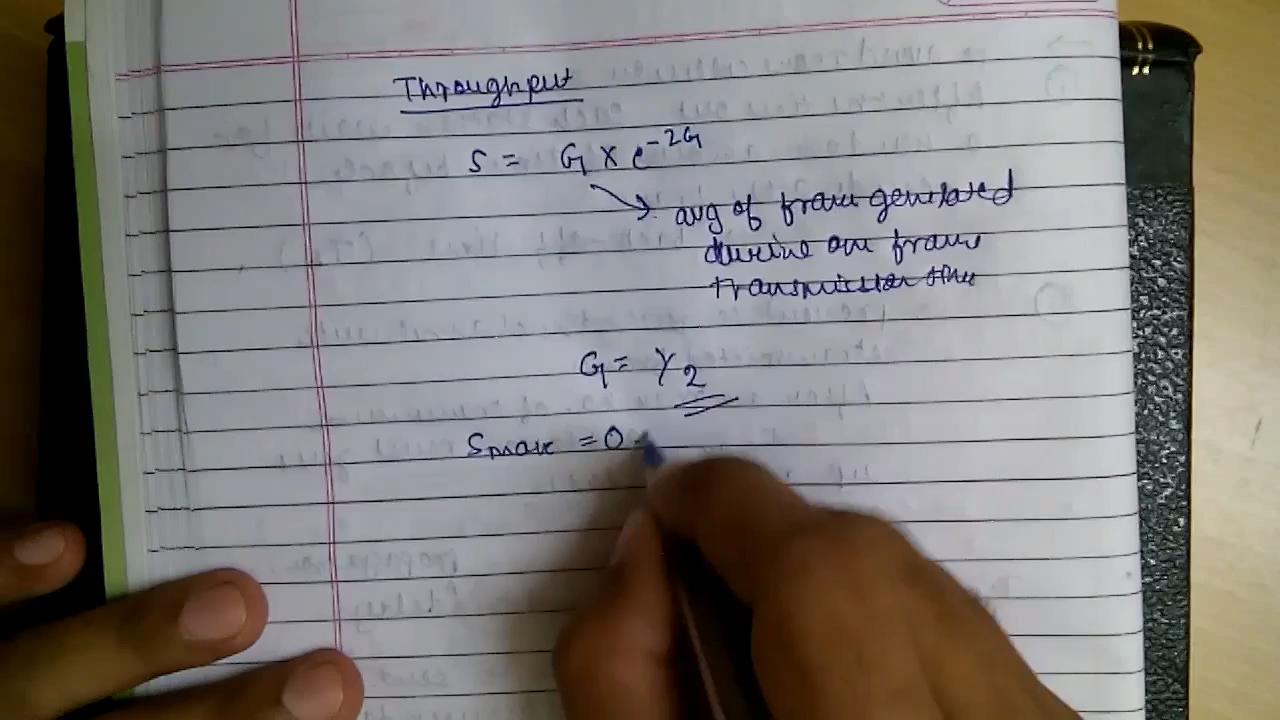 Throughput
S = G × e^-2G
→ avg of frame generated
during one frame
transmission time
G = 1/2
Smax = 0.